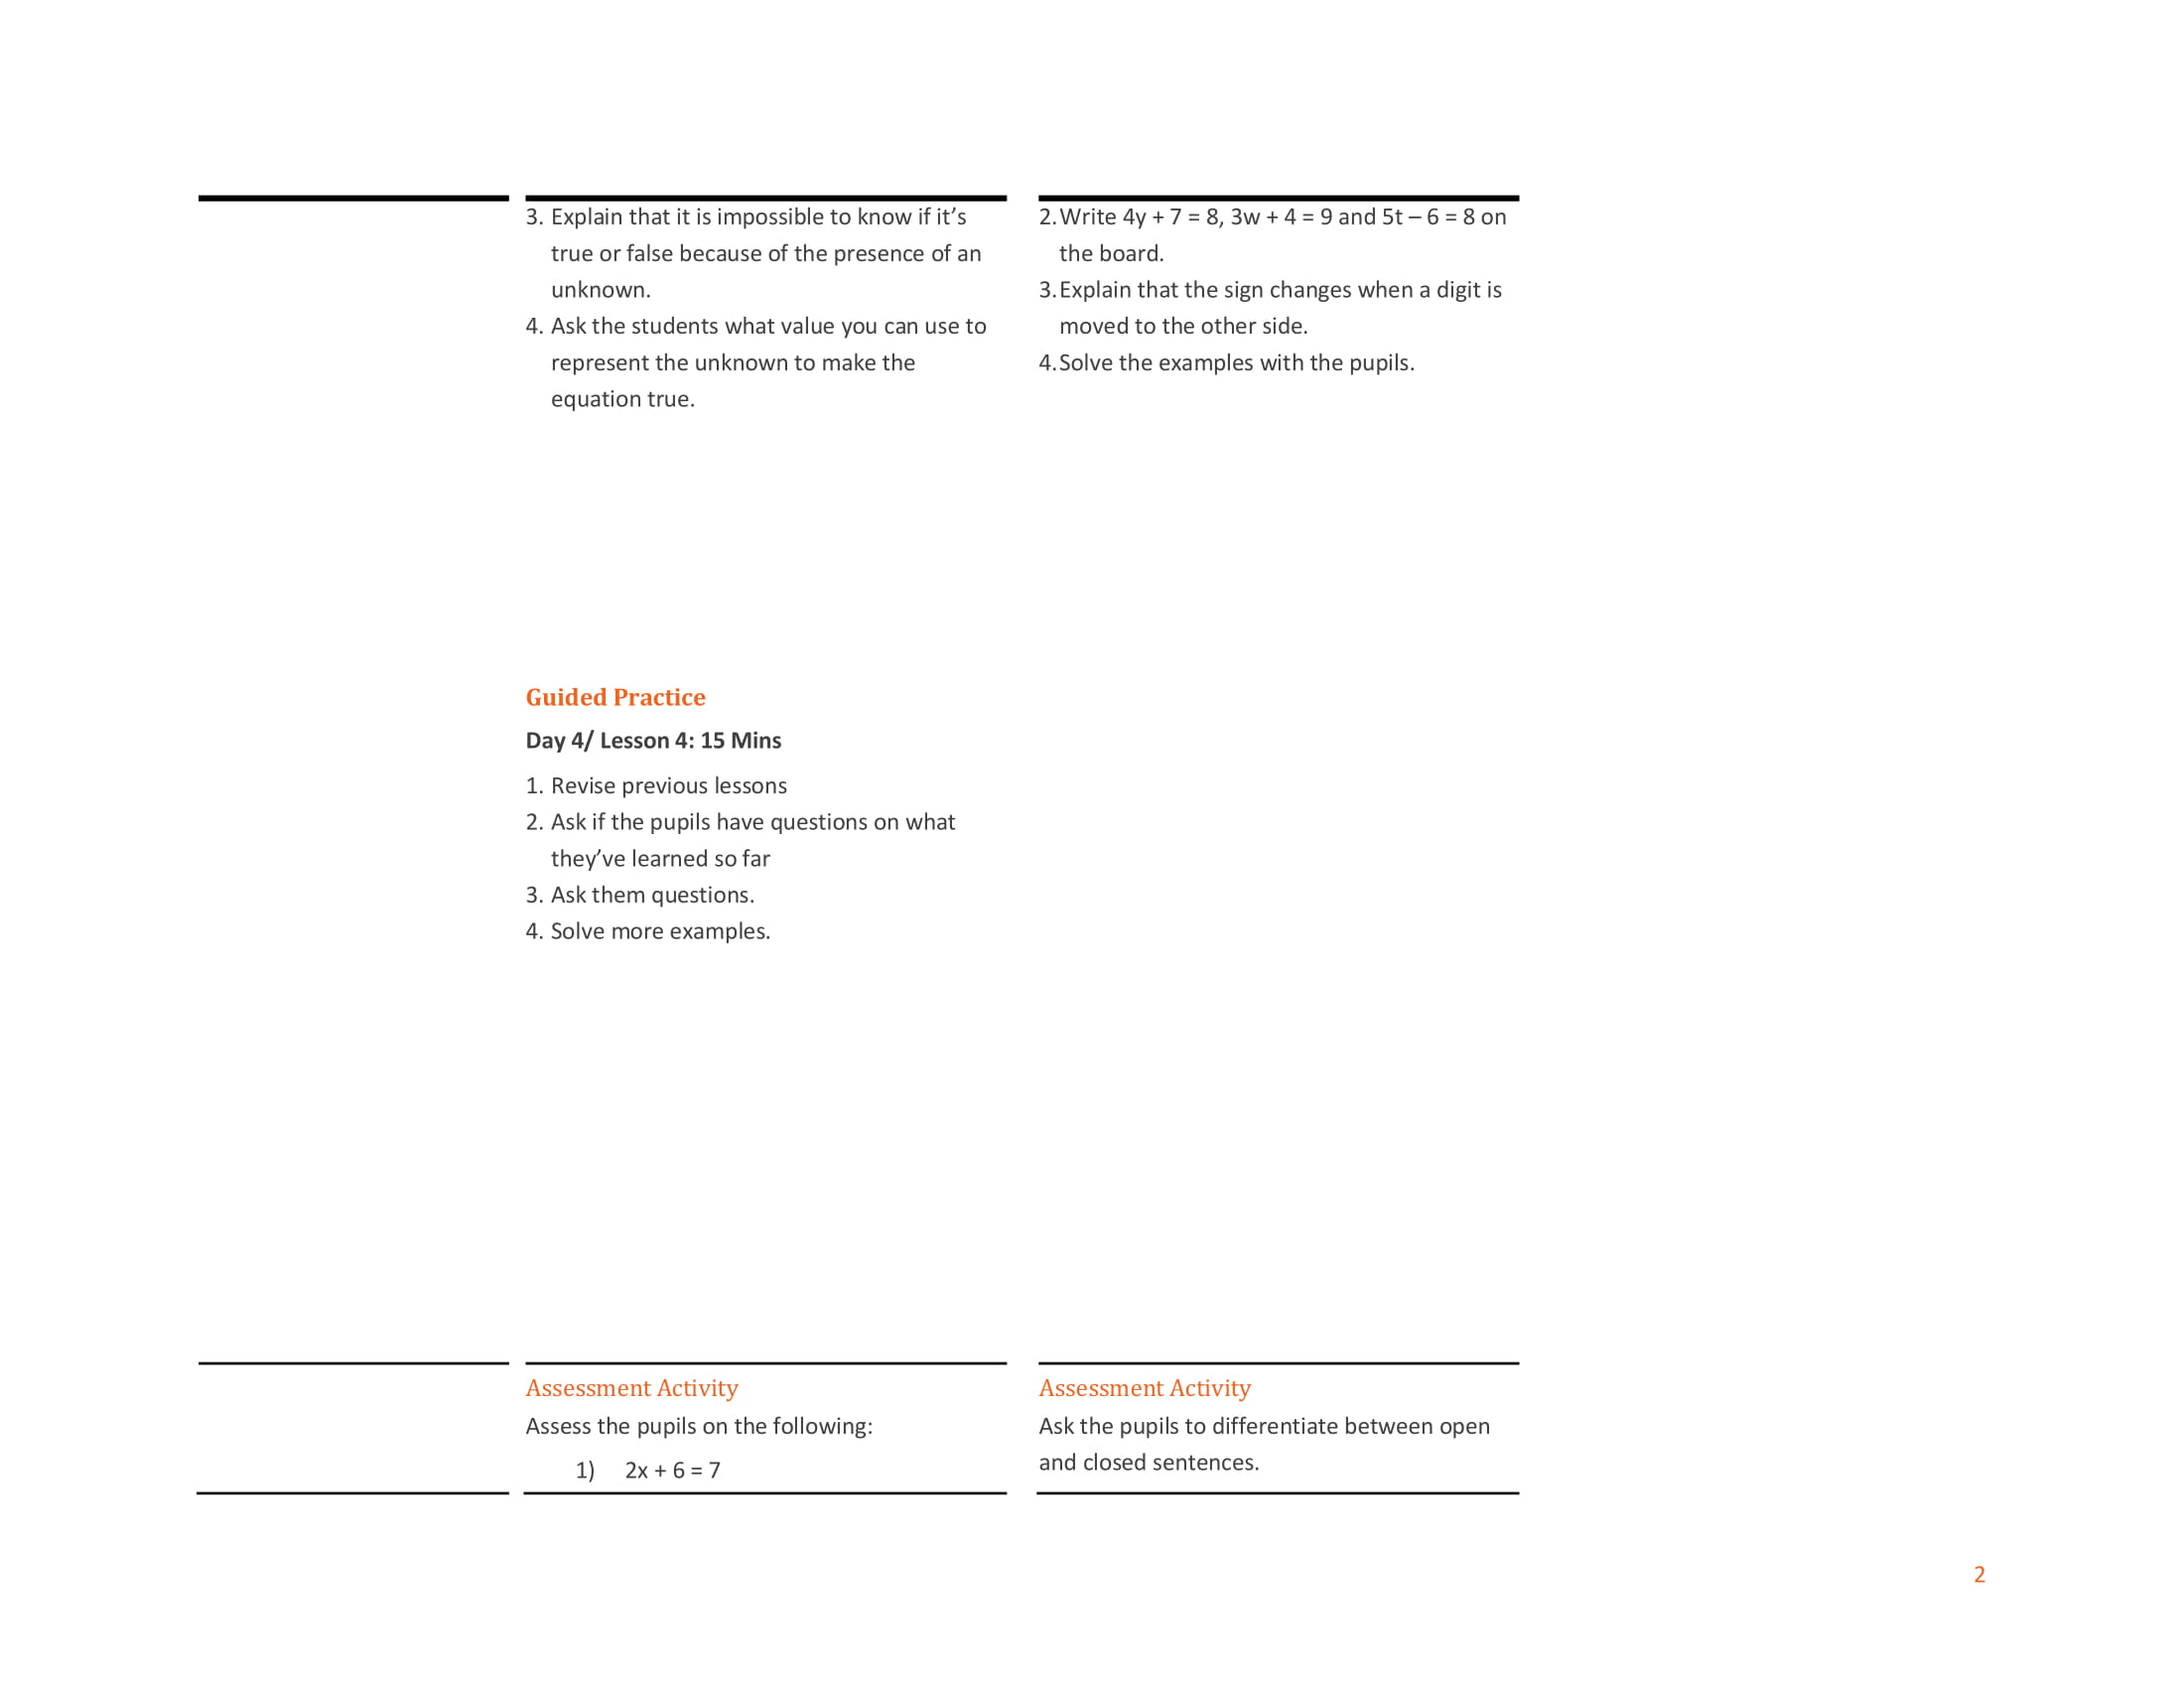 3. Explain that it is impossible to know if it’s
true or false because of the presence of an
unknown.
4. Ask the students what value you can use to
represent the unknown to make the
equation true.
2. Write 4y + 7 = 8, 3w + 4 = 9 and 5t – 6 = 8 on
the board.
3. Explain that the sign changes when a digit is
moved to the other side.
4. Solve the examples with the pupils.
Guided Practice
Day 4/ Lesson 4: 15 Mins
1. Revise previous lessons
2. Ask if the pupils have questions on what
they’ve learned so far
3. Ask them questions.
4. Solve more examples.
Assessment Activity
Assess the pupils on the following:
1) 2x + 6 = 7
Assessment Activity
Ask the pupils to differentiate between open
and closed sentences.
2